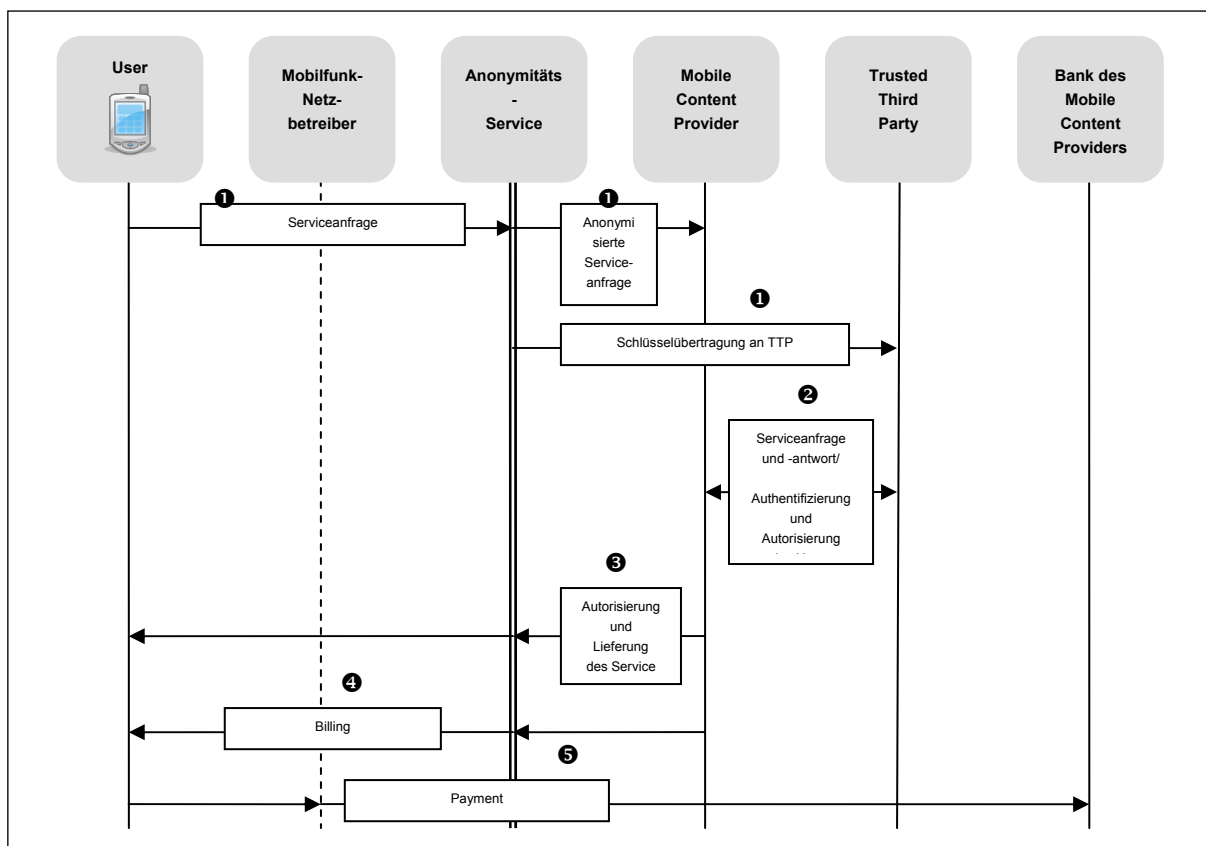 User
Mobilfunk-
Netz-
betreiber
Anonymitäts
-
Service
Mobile
Content
Provider
Trusted
Third
Party
Bank des
Mobile
Content
Providers
❶
Serviceanfrage
❶
Anonymi
sierte
Service-
anfrage
❶
Schlüsselübertragung an TTP
❷
Serviceanfrage
und -antwort/
Authentifizierung
und
Autorisierung
❸
Autorisierung
und
Lieferung
des Service
❹
Billing
❺
Payment